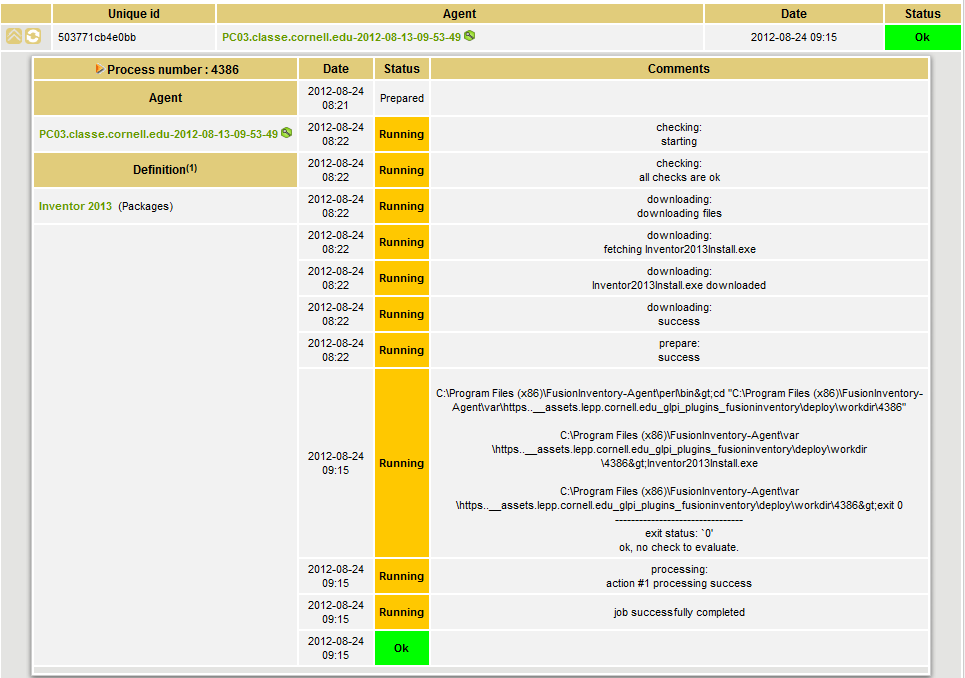 Unique id Agent Date Status
503771cb4e0bb PC03.classe.cornell.edu-2012-08-13-09-53-49 2012-08-24 09:15 Ok
Process number : 4386 Date Status Comments
Agent
2012-08-24
08:21
Prepared
PC03.classe.cornell.edu-2012-08-13-09-53-49
2012-08-24
08:22
Running
checking:
starting
Definition(1)
2012-08-24
08:22
Running
checking:
all checks are ok
Inventor 2013 (Packages)
2012-08-24
08:22
Running
downloading:
downloading files
2012-08-24
08:22
Running
downloading:
fetching Inventor2013Install.exe
2012-08-24
08:22
Running
downloading:
Inventor2013Install.exe downloaded
2012-08-24
08:22
Running
downloading:
success
2012-08-24
08:22
Running
prepare:
success
2012-08-24
09:15
Running
C:\Program Files (x86)\FusionInventory-Agent\perl\bin&gt;cd "C:\Program Files (x86)\FusionInventory-
Agent\var\https..__assets.lepp.cornell.edu_glpi_plugins_fusioninventory\deploy\workdir\4386"
C:\Program Files (x86)\FusionInventory-Agent\var
\https..__assets.lepp.cornell.edu_glpi_plugins_fusioninventory\deploy\workdir
\4386&gt;Inventor2013Install.exe
C:\Program Files (x86)\FusionInventory-Agent\var
\https..__assets.lepp.cornell.edu_glpi_plugins_fusioninventory\deploy\workdir\4386&gt;exit 0
--------------------------------
exit status: `0'
ok, no check to evaluate.
2012-08-24
09:15
Running
processing:
action #1 processing success
2012-08-24
09:15
Running
job successfully completed
2012-08-24
09:15
Ok